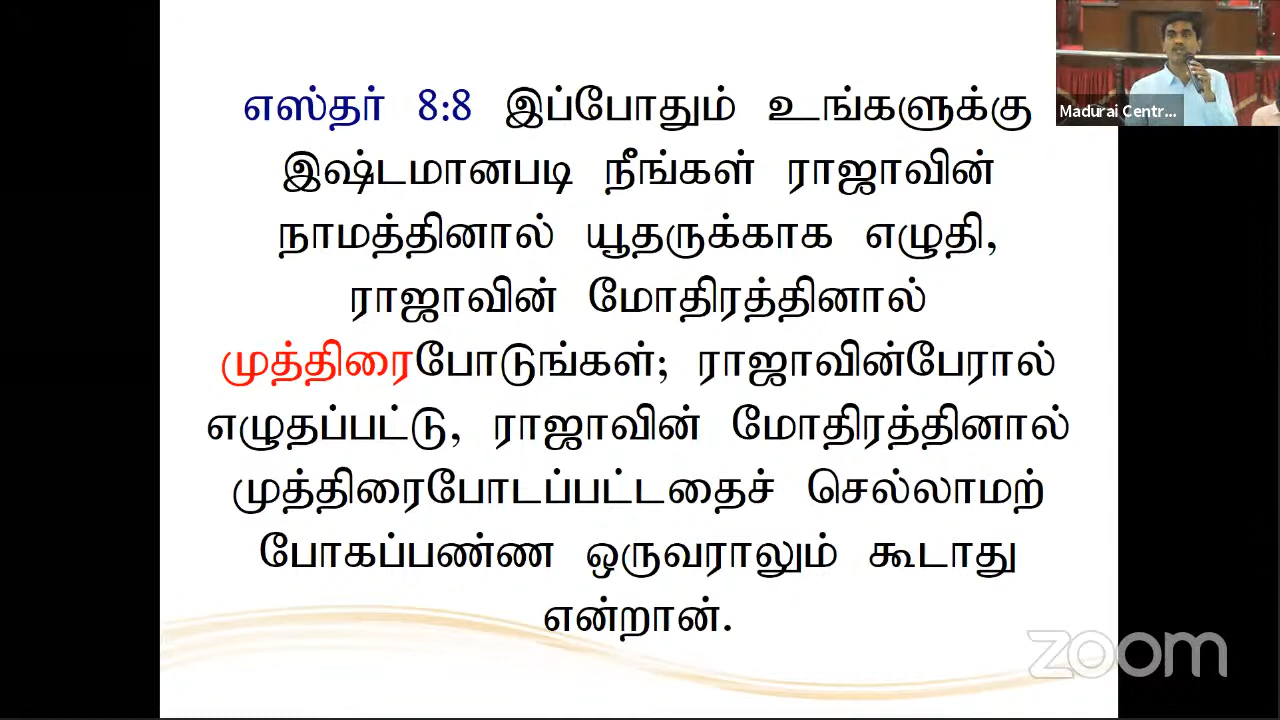 எஸ்தர் 8:8 இப்போதும் உங்களுக்கு
இஷ்டமானபடி நீங்கள் ராஜாவின்
நாமத்தினால் யூதருக்காக எழுதி,
ராஜாவின் மோதிரத்தினால்
முத்திரைபோடுங்கள்; ராஜாவின்பேரால்
எழுதப்பட்டு, ராஜாவின் மோதிரத்தினால்
முத்திரைபோடப்பட்டதைச் செல்லாமற்
போகப்பண்ண ஒருவராலும் கூடாது
என்றான்.
Madurai Centr...
zoom